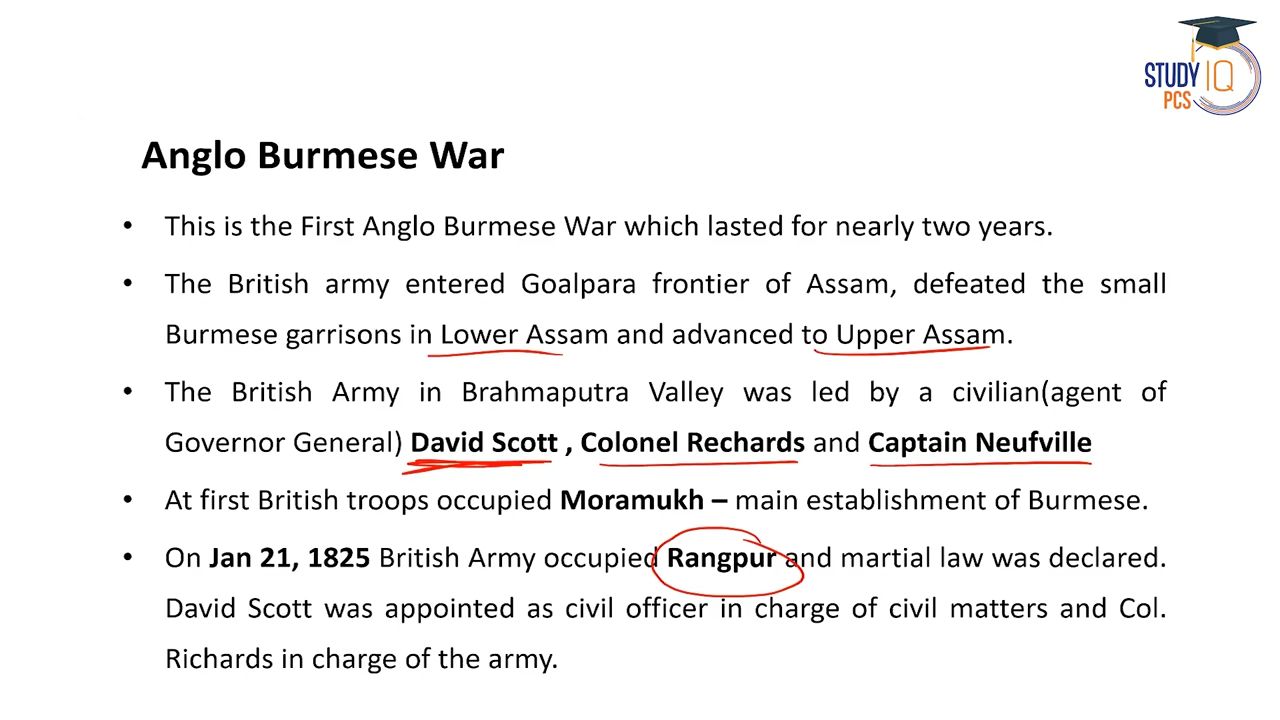 STUDY IQ
PCS
Anglo Burmese War
• This is the First Anglo Burmese War which lasted for nearly two years.
• The British army entered Goalpara frontier of Assam, defeated the small
Burmese garrisons in Lower Assam and advanced to Upper Assam.
• The British Army in Brahmaputra Valley was led by a civilian(agent of
Governor General) David Scott , Colonel Rechards and Captain Neufville
• At first British troops occupied Moramukh – main establishment of Burmese.
• On Jan 21, 1825 British Army occupied Rangpur and martial law was declared.
David Scott was appointed as civil officer in charge of civil matters and Col.
Richards in charge of the army.